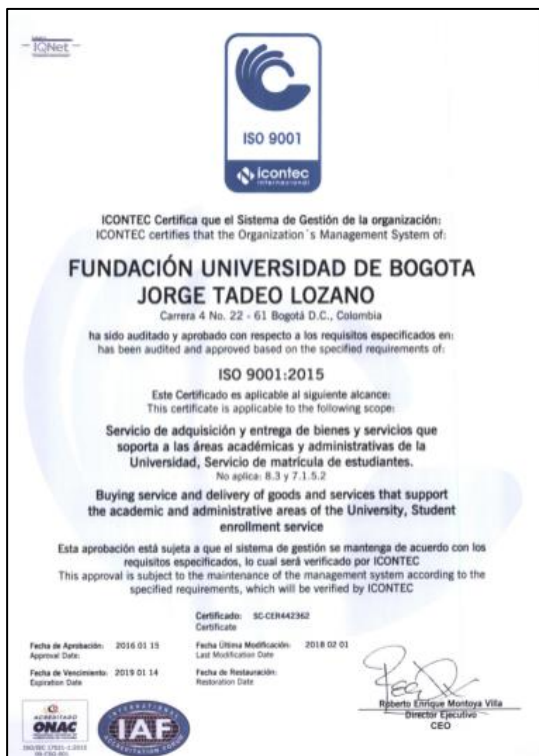 IQNet
ISO 9001
icontec
internacional
ICONTEC Certifica que el Sistema de Gestión de la organización:
ICONTEC certifies that the Organization´s Management System of:
FUNDACIÓN UNIVERSIDAD DE BOGOTA
JORGE TADEO LOZANO
Carrera 4 No. 22 - 61 Bogotá D.C., Colombia
ha sido auditado y aprobado con respecto a los requisitos especificados en:
has been audited and approved based on the specified requirements of:
ISO 9001:2015
Este Certificado es aplicable al siguiente alcance:
This certificate is applicable to the following scope:
Servicio de adquisición y entrega de bienes y servicios que
soporta a las áreas académicas y administrativas de la
Universidad, Servicio de matrícula de estudiantes.
No aplica: 8.3 y 7.1.5.2
Buying service and delivery of goods and services that support
the academic and administrative areas of the University, Student
enrollment service
Esta aprobación está sujeta a que el sistema de gestión se mantenga de acuerdo con los
requisitos especificados, lo cual será verificado por ICONTEC
This approval is subject to the maintenance of the management system according to the
specified requirements, which will be verified by ICONTEC
Certificado: SC-CER442362
Certificate
Fecha de Aprobación: 2016 01 15 Fecha Última Modificación: 2018 02 01
Approval Date: Last Modification Date
Fecha de Vencimiento: 2019 01 14 Fecha de Restauración:
Expiration Date Restoration Date
Roberto Enrique Montoya Villa
Director Ejecutivo
CEO
ACREDITADO
ONAC
INTERNATIONAL
IAF
ACCREDITATION FORUM
ISO/IEC 17021-1:2015